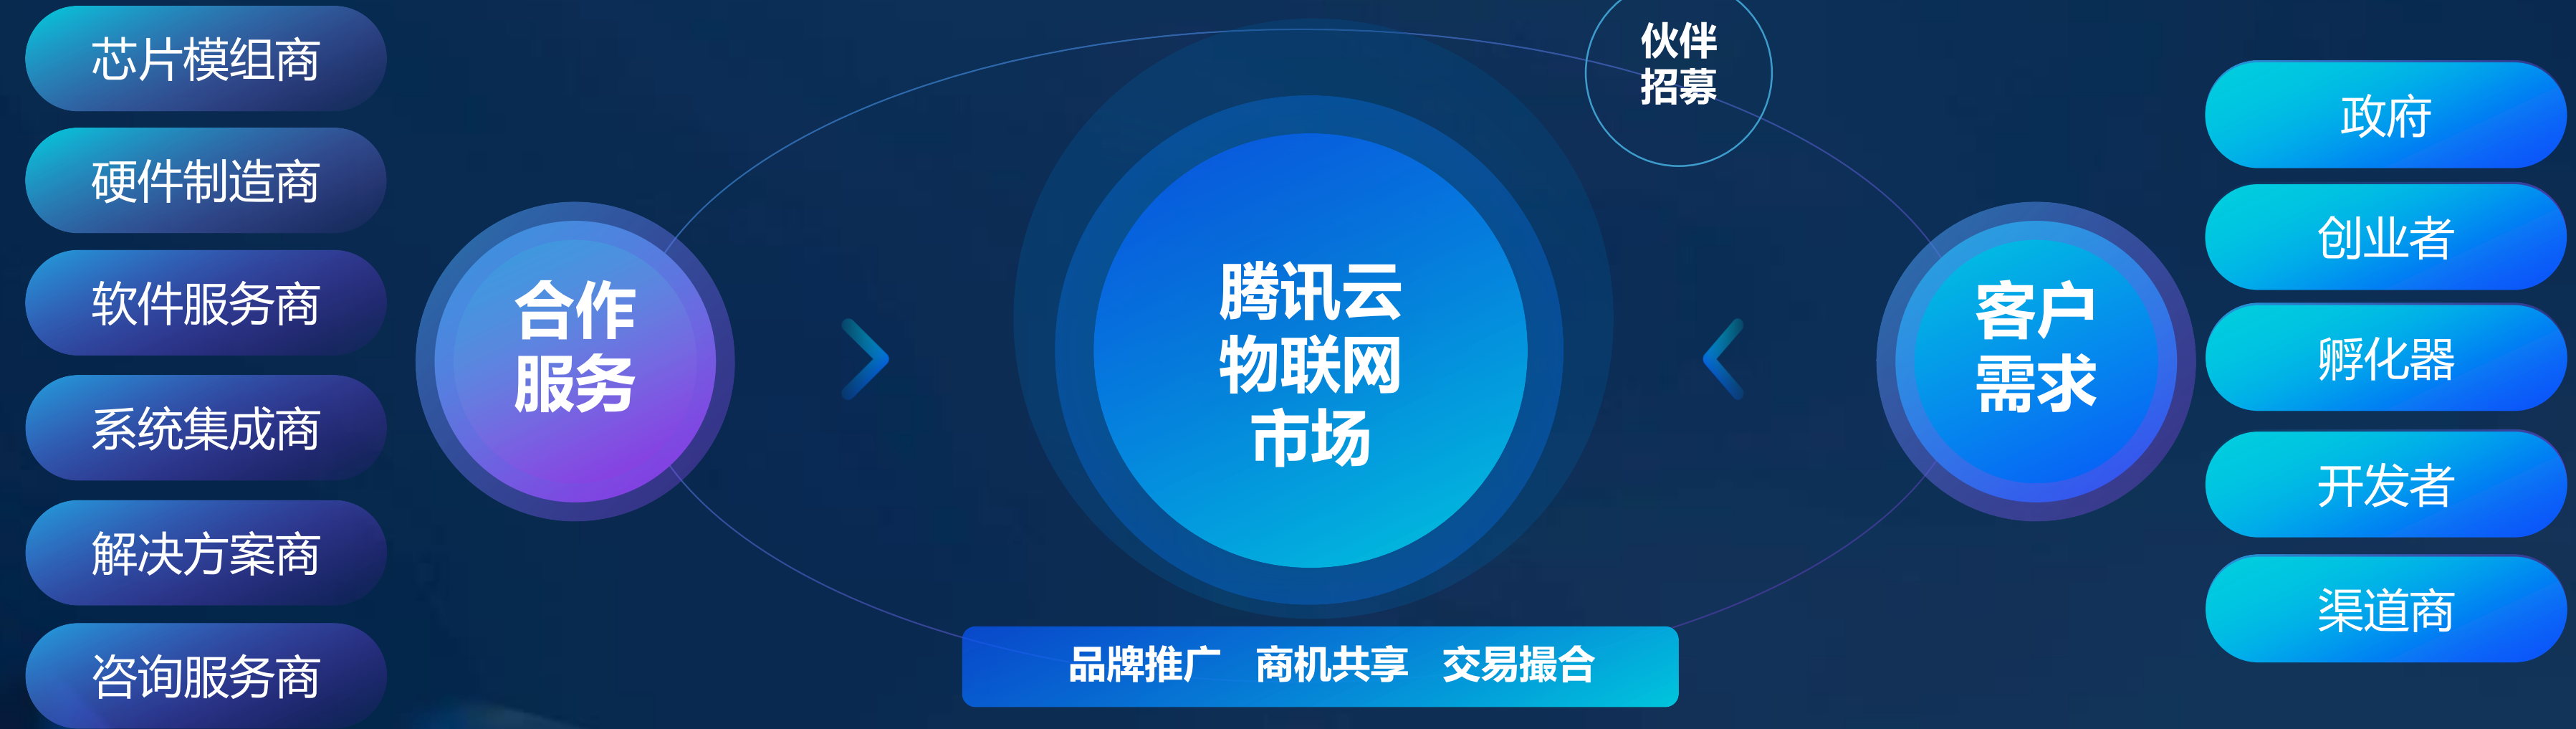 芯片模组商
硬件制造商
软件服务商
系统集成商
解决方案商
咨询服务商
合作
服务
腾讯云
物联网
市场
伙伴
招募
品牌推广 商机共享 交易撮合
客户
需求
政府
创业者
孵化器
开发者
渠道商